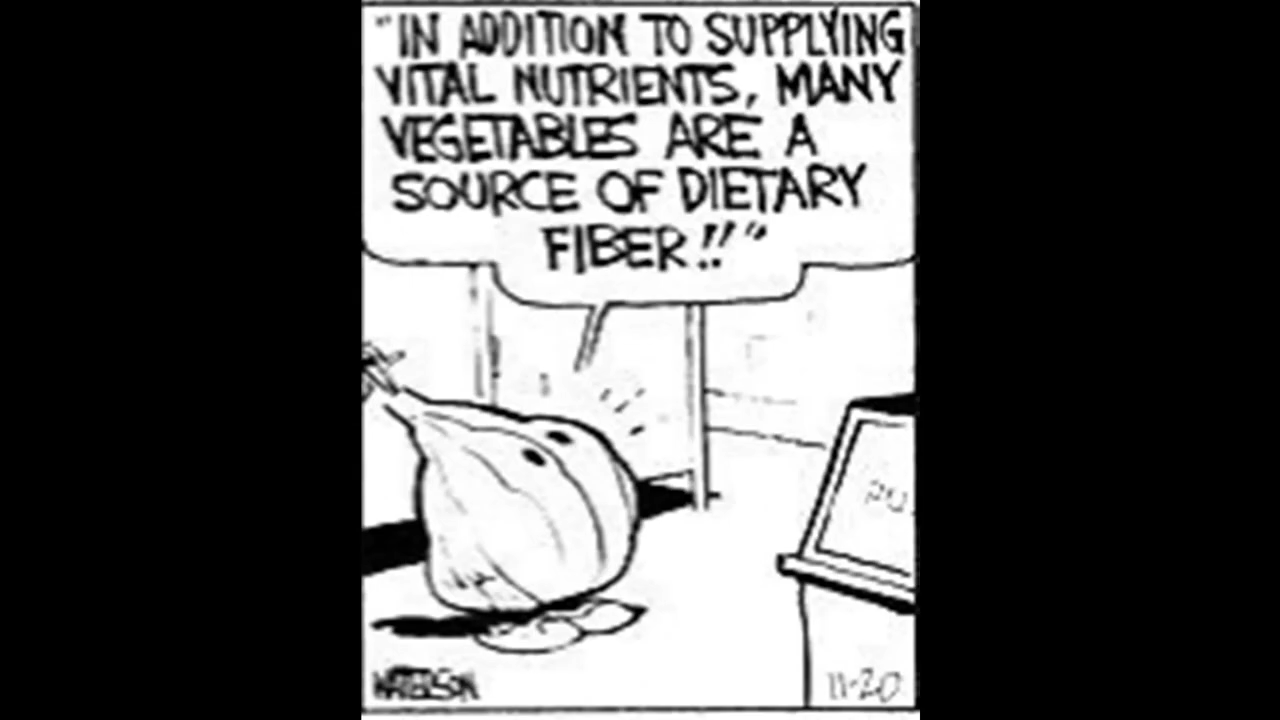 "IN ADDITION TO SUPPLYING
VITAL NUTRIENTS, MANY
VEGETABLES ARE A
SOURCE OF DIETARY
FIBER!!"
WATTERSON
11-20